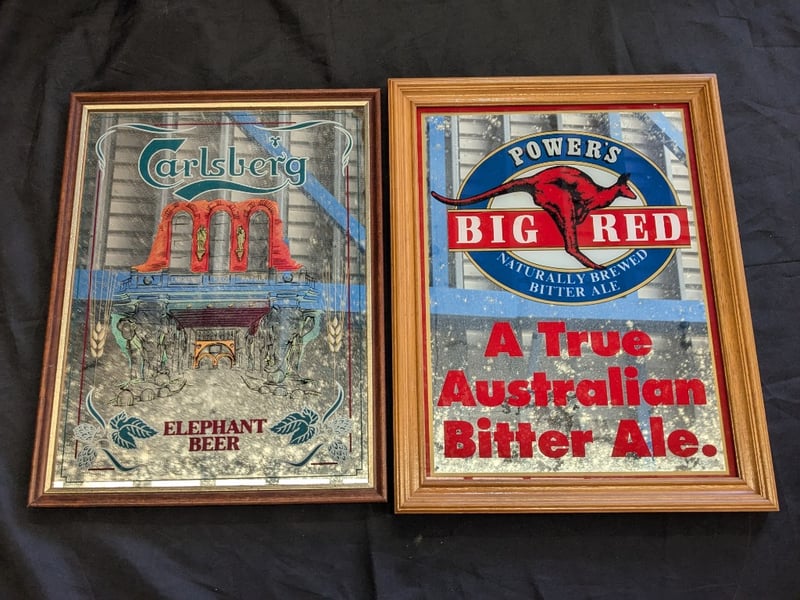 Carlsberg
ELEPHANT
BEER
POWER'S
BIG RED
NATURALLY BREWED
BITTER ALE
A True
Australian
Bitter Ale.